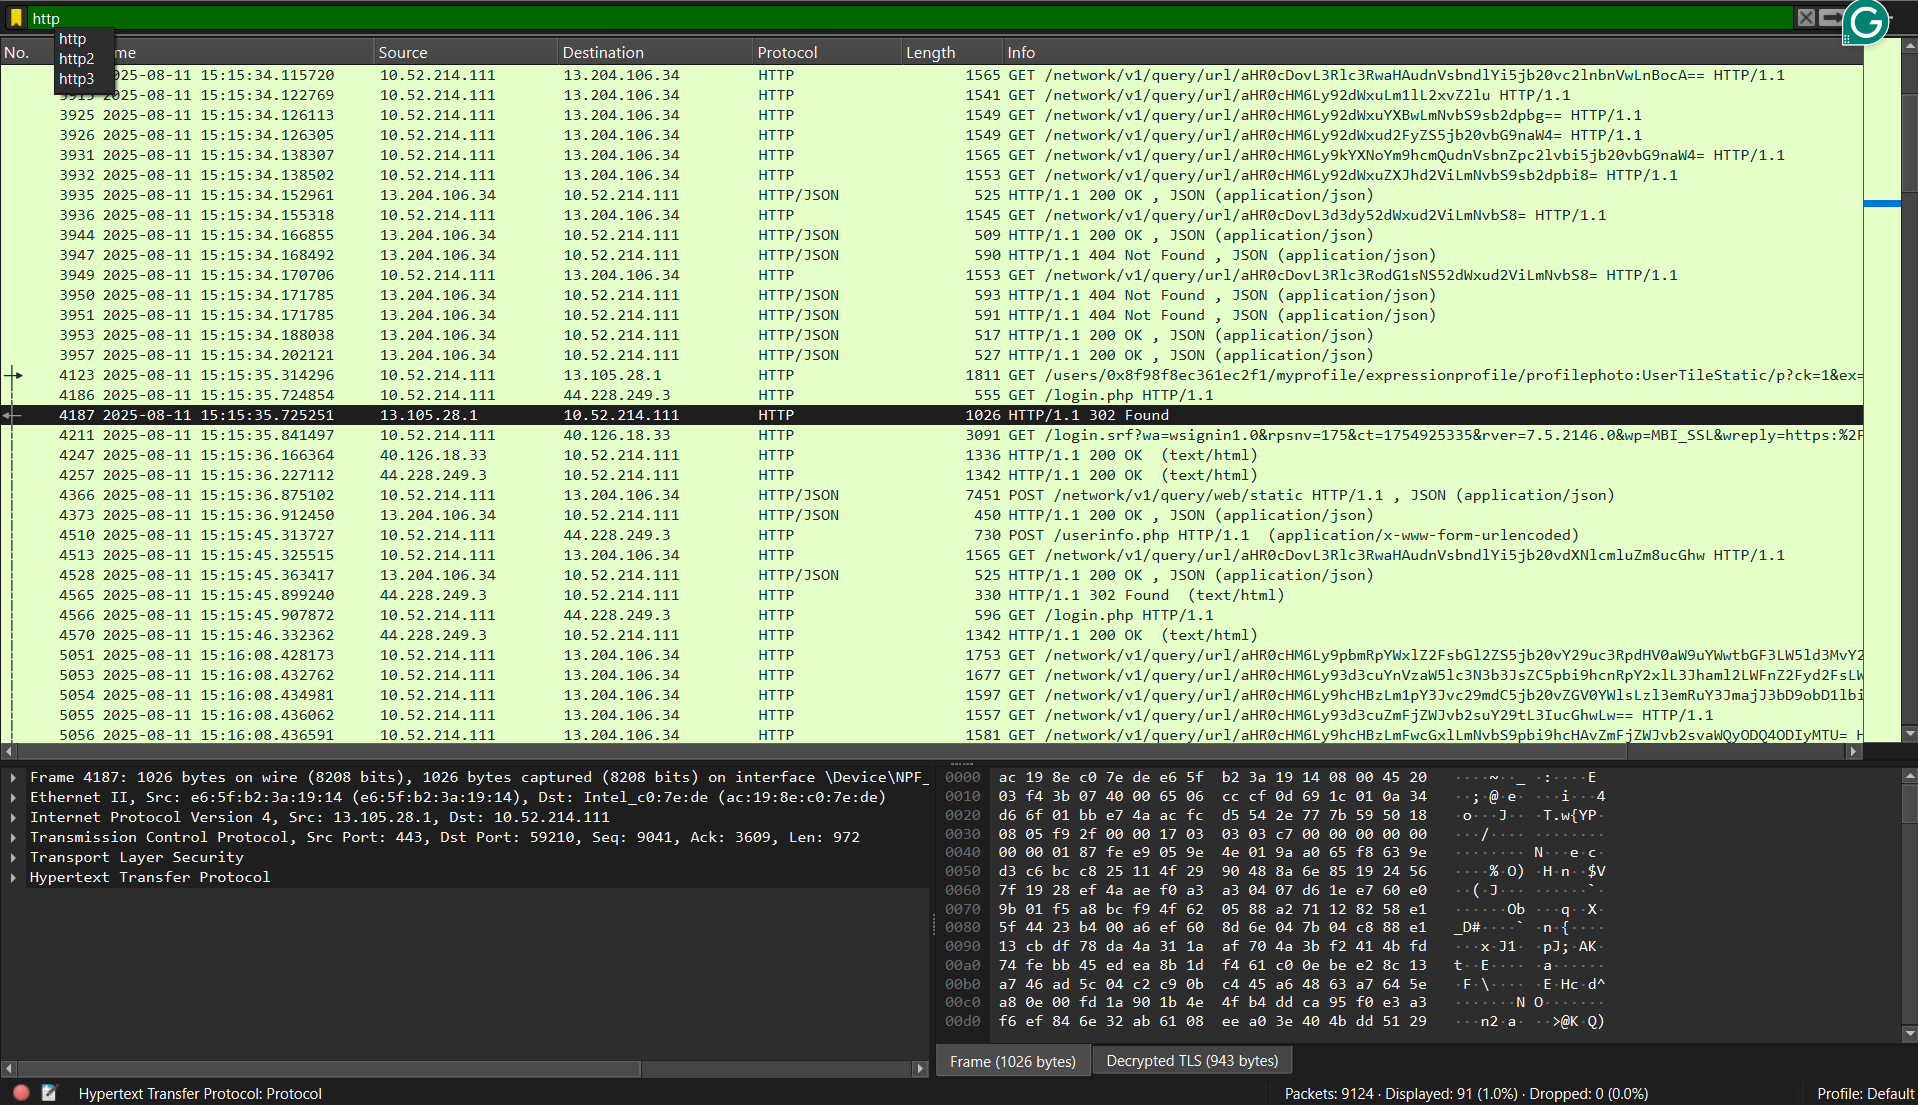 http
G
http
http2
http3
No. me Source Destination Protocol Length Info
025-08-11 15:15:34.115720 10.52.214.111 13.204.106.34 HTTP 1565 GET /network/v1/query/url/aHR0cDovL3Rlc3RwaHAudnVsbndlYi5jb20vc2lnbnVwLnBocA== HTTP/1.1
3915 2025-08-11 15:15:34.122769 10.52.214.111 13.204.106.34 HTTP 1541 GET /network/v1/query/url/aHR0cHM6Ly92dWxuLm1lL2xvZ2lu HTTP/1.1
3925 2025-08-11 15:15:34.126113 10.52.214.111 13.204.106.34 HTTP 1549 GET /network/v1/query/url/aHR0cHM6Ly92dWxuYXBwLmNvbS9sb2dpbg== HTTP/1.1
3926 2025-08-11 15:15:34.126305 10.52.214.111 13.204.106.34 HTTP 1549 GET /network/v1/query/url/aHR0cHM6Ly92dWxud2FyZS5jb20vbG9naW4= HTTP/1.1
3931 2025-08-11 15:15:34.138307 10.52.214.111 13.204.106.34 HTTP 1565 GET /network/v1/query/url/aHR0cHM6Ly9kYXNoYm9hcmQudnVsbnZpc2lvbi5jb20vbG9naW4= HTTP/1.1
3932 2025-08-11 15:15:34.138502 10.52.214.111 13.204.106.34 HTTP 1553 GET /network/v1/query/url/aHR0cHM6Ly92dWxuZXJhd2ViLmNvbS9sb2dpbi8= HTTP/1.1
3935 2025-08-11 15:15:34.152961 13.204.106.34 10.52.214.111 HTTP/JSON 525 HTTP/1.1 200 OK , JSON (application/json)
3936 2025-08-11 15:15:34.155318 10.52.214.111 13.204.106.34 HTTP 1545 GET /network/v1/query/url/aHR0cDovL3d3dy52dWxud2ViLmNvbS8= HTTP/1.1
3944 2025-08-11 15:15:34.166855 13.204.106.34 10.52.214.111 HTTP/JSON 509 HTTP/1.1 200 OK , JSON (application/json)
3947 2025-08-11 15:15:34.168492 13.204.106.34 10.52.214.111 HTTP/JSON 590 HTTP/1.1 404 Not Found , JSON (application/json)
3949 2025-08-11 15:15:34.170706 10.52.214.111 13.204.106.34 HTTP 1553 GET /network/v1/query/url/aHR0cDovL3Rlc3RodG1sNS52dWxud2ViLmNvbS8= HTTP/1.1
3950 2025-08-11 15:15:34.171785 13.204.106.34 10.52.214.111 HTTP/JSON 593 HTTP/1.1 404 Not Found , JSON (application/json)
3951 2025-08-11 15:15:34.171785 13.204.106.34 10.52.214.111 HTTP/JSON 591 HTTP/1.1 404 Not Found , JSON (application/json)
3953 2025-08-11 15:15:34.188038 13.204.106.34 10.52.214.111 HTTP/JSON 517 HTTP/1.1 200 OK , JSON (application/json)
3957 2025-08-11 15:15:34.202121 13.204.106.34 10.52.214.111 HTTP/JSON 527 HTTP/1.1 200 OK , JSON (application/json)
4123 2025-08-11 15:15:35.314296 10.52.214.111 13.105.28.1 HTTP 1811 GET /users/0x8f98f8ec361ec2f1/myprofile/expressionprofile/profilephoto:UserTileStatic/p?ck=1&ex=
4186 2025-08-11 15:15:35.724854 10.52.214.111 44.228.249.3 HTTP 555 GET /login.php HTTP/1.1
4187 2025-08-11 15:15:35.725251 13.105.28.1 10.52.214.111 HTTP 1026 HTTP/1.1 302 Found
4211 2025-08-11 15:15:35.841497 10.52.214.111 40.126.18.33 HTTP 3091 GET /login.srf?wa=wsignin1.0&rpsnv=175&ct=1754925335&rver=7.5.2146.0&wp=MBI_SSL&wreply=https:%2F
4247 2025-08-11 15:15:36.166364 40.126.18.33 10.52.214.111 HTTP 1336 HTTP/1.1 200 OK (text/html)
4257 2025-08-11 15:15:36.227112 44.228.249.3 10.52.214.111 HTTP 1342 HTTP/1.1 200 OK (text/html)
4366 2025-08-11 15:15:36.875102 10.52.214.111 13.204.106.34 HTTP/JSON 7451 POST /network/v1/query/web/static HTTP/1.1 , JSON (application/json)
4373 2025-08-11 15:15:36.912450 13.204.106.34 10.52.214.111 HTTP/JSON 450 HTTP/1.1 200 OK , JSON (application/json)
4510 2025-08-11 15:15:45.313727 10.52.214.111 44.228.249.3 HTTP 730 POST /userinfo.php HTTP/1.1 (application/x-www-form-urlencoded)
4513 2025-08-11 15:15:45.325515 10.52.214.111 13.204.106.34 HTTP 1565 GET /network/v1/query/url/aHR0cDovL3Rlc3RwaHAudnVsbndlYi5jb20vdXNlcmluZm8ucGhw HTTP/1.1
4528 2025-08-11 15:15:45.363417 13.204.106.34 10.52.214.111 HTTP/JSON 525 HTTP/1.1 200 OK , JSON (application/json)
4565 2025-08-11 15:15:45.899240 44.228.249.3 10.52.214.111 HTTP 330 HTTP/1.1 302 Found (text/html)
4566 2025-08-11 15:15:45.907872 10.52.214.111 44.228.249.3 HTTP 596 GET /login.php HTTP/1.1
4570 2025-08-11 15:15:46.332362 44.228.249.3 10.52.214.111 HTTP 1342 HTTP/1.1 200 OK (text/html)
5051 2025-08-11 15:16:08.428173 10.52.214.111 13.204.106.34 HTTP 1753 GET /network/v1/query/url/aHR0cHM6Ly9pbmRpYWxlZ2FsbGl2ZS5jb20vY29uc3RpdHV0aW9uYWwtbGF3LW5ld3MvY2
5053 2025-08-11 15:16:08.432762 10.52.214.111 13.204.106.34 HTTP 1677 GET /network/v1/query/url/aHR0cHM6Ly93d3cuYnVzaW5lc3N3b3JsZC5pbi9hcnRpY2xlL3Jhaml2LWFnZ2Fyd2FsLW
5054 2025-08-11 15:16:08.434981 10.52.214.111 13.204.106.34 HTTP 1597 GET /network/v1/query/url/aHR0cHM6Ly9hcHBzLm1pY3Jvc29mdC5jb20vZGV0YWlsLzl3emRuY3JmajJ3bD9obD1lbi
5055 2025-08-11 15:16:08.436062 10.52.214.111 13.204.106.34 HTTP 1557 GET /network/v1/query/url/aHR0cHM6Ly93d3cuZmFjZWJvb2suY29tL3IucGhwLw== HTTP/1.1
5056 2025-08-11 15:16:08.436591 10.52.214.111 13.204.106.34 HTTP 1581 GET /network/v1/query/url/aHR0cHM6Ly9hcHBzLmFwcGxlLmNvbS9pbi9hcHAvZmFjZWJvb2svaWQyODQ4ODIyMTU= H
Frame 4187: 1026 bytes on wire (8208 bits), 1026 bytes captured (8208 bits) on interface \Device\NPF_
Ethernet II, Src: e6:5f:b2:3a:19:14 (e6:5f:b2:3a:19:14), Dst: Intel_c0:7e:de (ac:19:8e:c0:7e:de)
Internet Protocol Version 4, Src: 13.105.28.1, Dst: 10.52.214.111
Transmission Control Protocol, Src Port: 443, Dst Port: 59210, Seq: 9041, Ack: 3609, Len: 972
Transport Layer Security
Hypertext Transfer Protocol
0000 ac 19 8e c0 7e de e6 5f b2 3a 19 14 08 00 45 20 ····~··_ ·:····E
0010 03 f4 3b 07 40 00 65 06 cc cf 0d 69 1c 01 0a 34 ··;·@·e· ···i···4
0020 d6 6f 01 bb e7 4a ac fc d5 54 2e 77 7b 59 50 18 ·o···J·· ·T.w{YP·
0030 08 05 f9 2f 00 00 17 03 03 03 c7 00 00 00 00 00 ···/···· ········
0040 00 00 01 87 fe e9 05 9e 4e 01 9a a0 65 f8 63 9e ········ N···e·c·
0050 d3 c6 bc c8 25 11 4f 29 90 48 8a 6e 85 19 24 56 ····%·O) ·H·n··$V
0060 7f 19 28 ef 4a ae f0 a3 a3 04 07 d6 1e e7 60 e0 ··(·J··· ······`·
0070 9b 01 f5 a8 bc f9 4f 62 05 88 a2 71 12 82 58 e1 ······Ob ···q··X·
0080 5f 44 23 b4 00 a6 ef 60 8d 6e 04 7b 04 c8 88 e1 _D#····` ·n·{····
0090 13 cb df 78 da 4a 31 1a af 70 4a 3b f2 41 4b fd ···x·J1· ·pJ;·AK·
00a0 74 fe bb 45 ed ea 8b 1d f4 61 c0 0e be e2 8c 13 t··E···· ·a······
00b0 a7 46 ad 5c 04 c2 c9 0b c4 45 a6 48 63 a7 64 5e ·F·\···· ·E·Hc·d^
00c0 a8 0e 00 fd 1a 90 1b 4e 4f b4 dd ca 95 f0 e3 a3 ·······N O·······
00d0 f6 ef 84 6e 32 ab 61 08 ee a0 3e 40 4b dd 51 29 ···n2·a· ··>@K·Q)
Frame (1026 bytes) Decrypted TLS (943 bytes)
Hypertext Transfer Protocol: Protocol Packets: 9124 · Displayed: 91 (1.0%) · Dropped: 0 (0.0%) Profile: Default